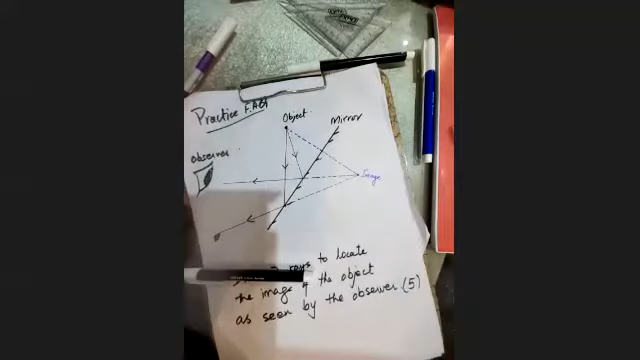 Practice F.AQ
Object.
Mirror
Observer
Image
rays to locate
the image of the object
as seen by the observer (5)